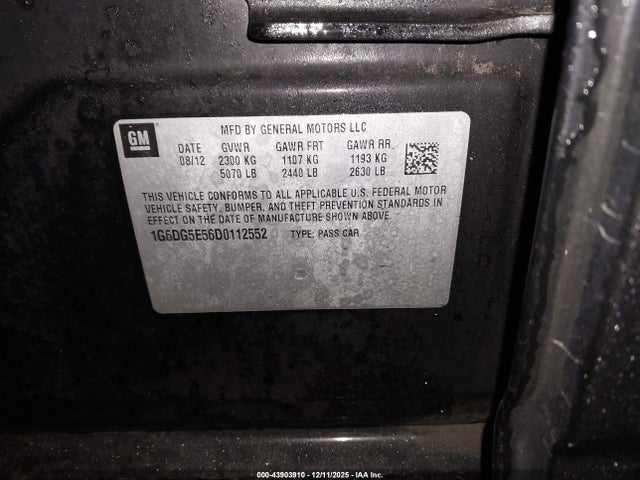 GM
MFD BY GENERAL MOTORS LLC
DATE GVWR GAWR FRT GAWR RR
08/12 2300 KG 1107 KG 1193 KG
5070 LB 2440 LB 2630 LB
THIS VEHICLE CONFORMS TO ALL APPLICABLE U.S. FEDERAL MOTOR
VEHICLE SAFETY, BUMPER, AND THEFT PREVENTION STANDARDS IN
EFFECT ON THE DATE OF MANUFACTURE SHOWN ABOVE.
1G6DG5E56D0112552 TYPE: PASS CAR
000-43903910 - 12/11/2025 - IAA Inc.